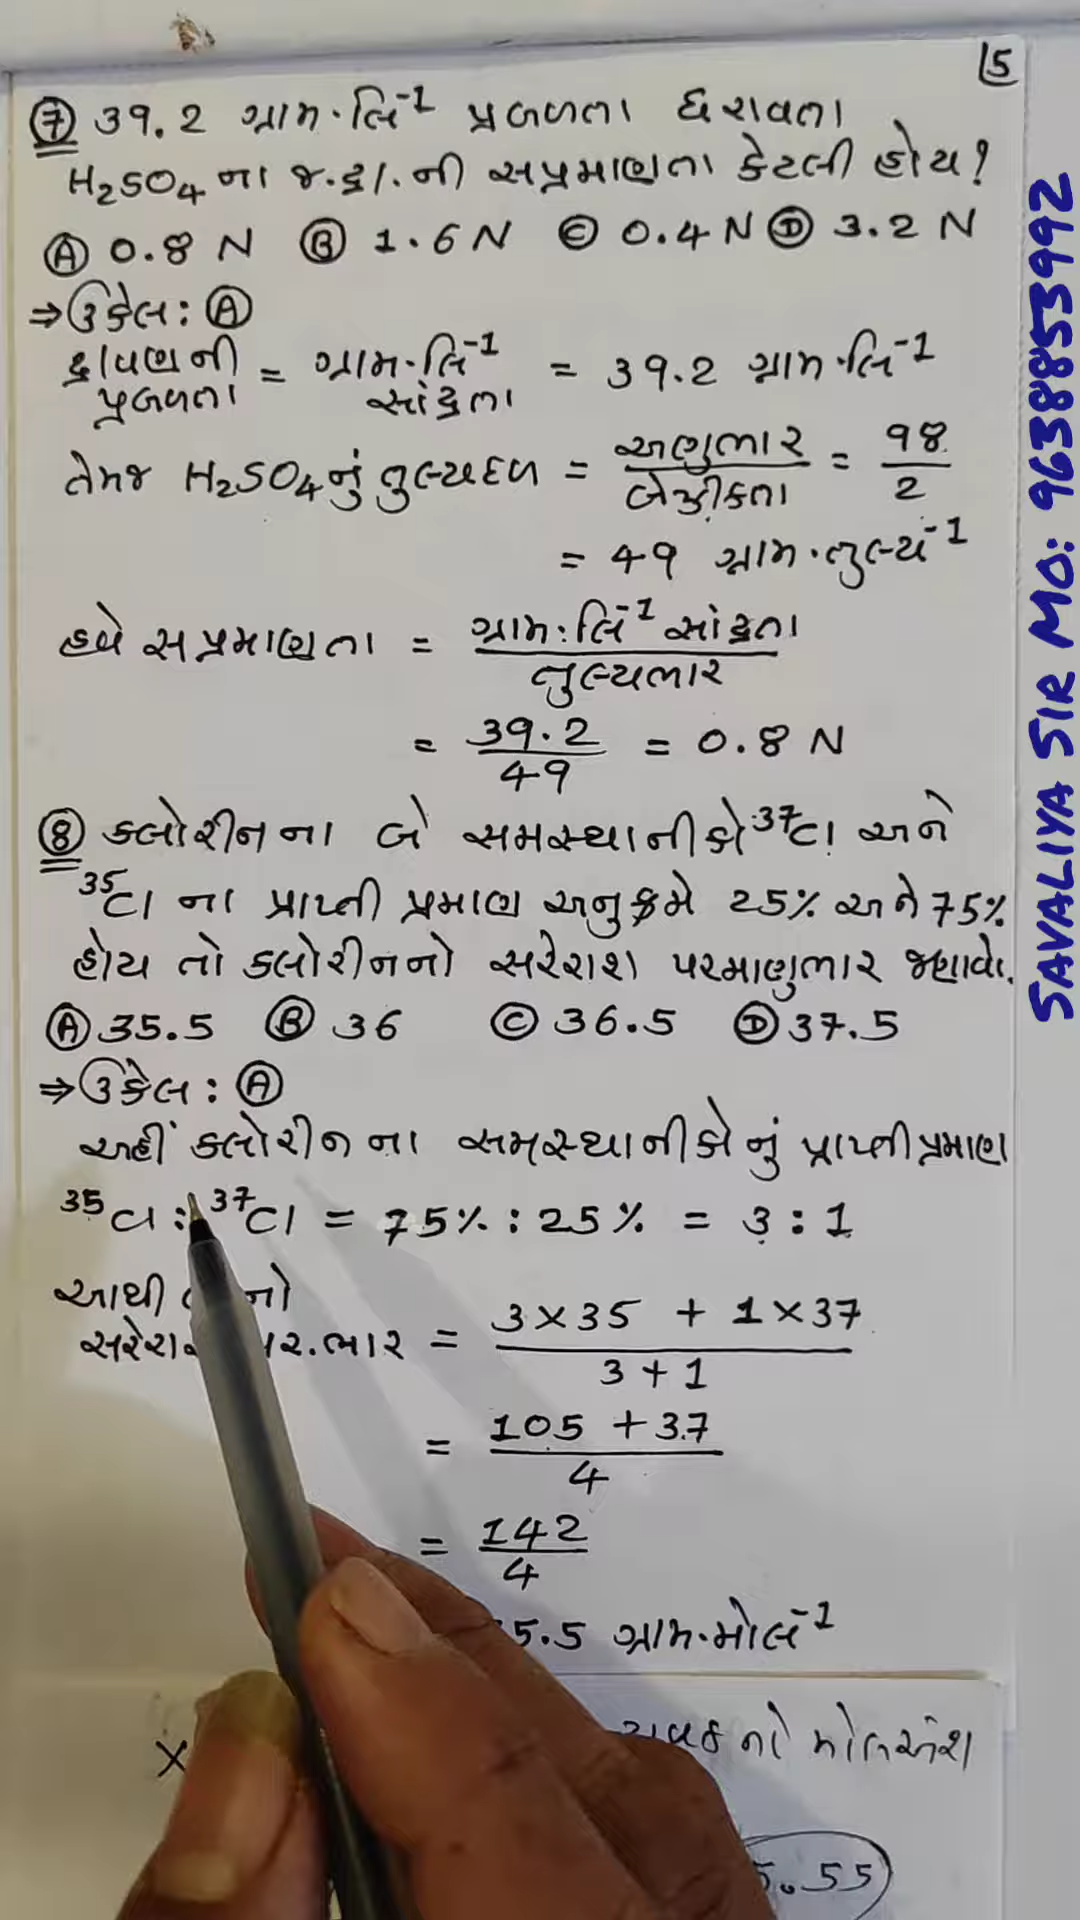 5
⑦ 39.2 ગ્રામ.લિ⁻¹ પ્રબળતા ધરાવતા
H₂SO₄ ના જ.દ્રા.ની સપ્રમાણતા કેટલી હોય?
Ⓐ 0.8 N Ⓑ 1.6 N Ⓒ 0.4 N Ⓓ 3.2 N
⇒ ઉકેલ: Ⓐ
દ્રાવણની પ્રબળતા = ગ્રામ.લિ⁻¹ સાંદ્રતા = 39.2 ગ્રામ.લિ⁻¹
તેમજ H₂SO₄ નું તુલ્યદળ = અણુભાર / બેઝીકતા = 98 / 2
= 49 ગ્રામ.તુલ્ય⁻¹
હવે સપ્રમાણતા = ગ્રામ.લિ⁻¹ સાંદ્રતા / તુલ્યભાર
= 39.2 / 49 = 0.8 N
⑧ ક્લોરીનના બે સમસ્થાનીકો ³⁷Cl અને
³⁵Cl ના પ્રાપ્તી પ્રમાણ અનુક્રમે 25% અને 75%
હોય તો ક્લોરીનનો સરેરાશ પરમાણુભાર જણાવો.
Ⓐ 35.5 Ⓑ 36 Ⓒ 36.5 Ⓓ 37.5
⇒ ઉકેલ: Ⓐ
અહીં ક્લોરીનના સમસ્થાનીકોનું પ્રાપ્તી પ્રમાણ
³⁵Cl : ³⁷Cl = 75% : 25% = 3 : 1
આથી
ભાર = 3 × 35 + 1 × 37 / 3 + 1
= 105 + 37 / 4
= 142 / 4
5.5 ગ્રામ.મોલ⁻¹
X નો મોલઅંશ
5.55
SAVALIYA SIR MO: 9638853992